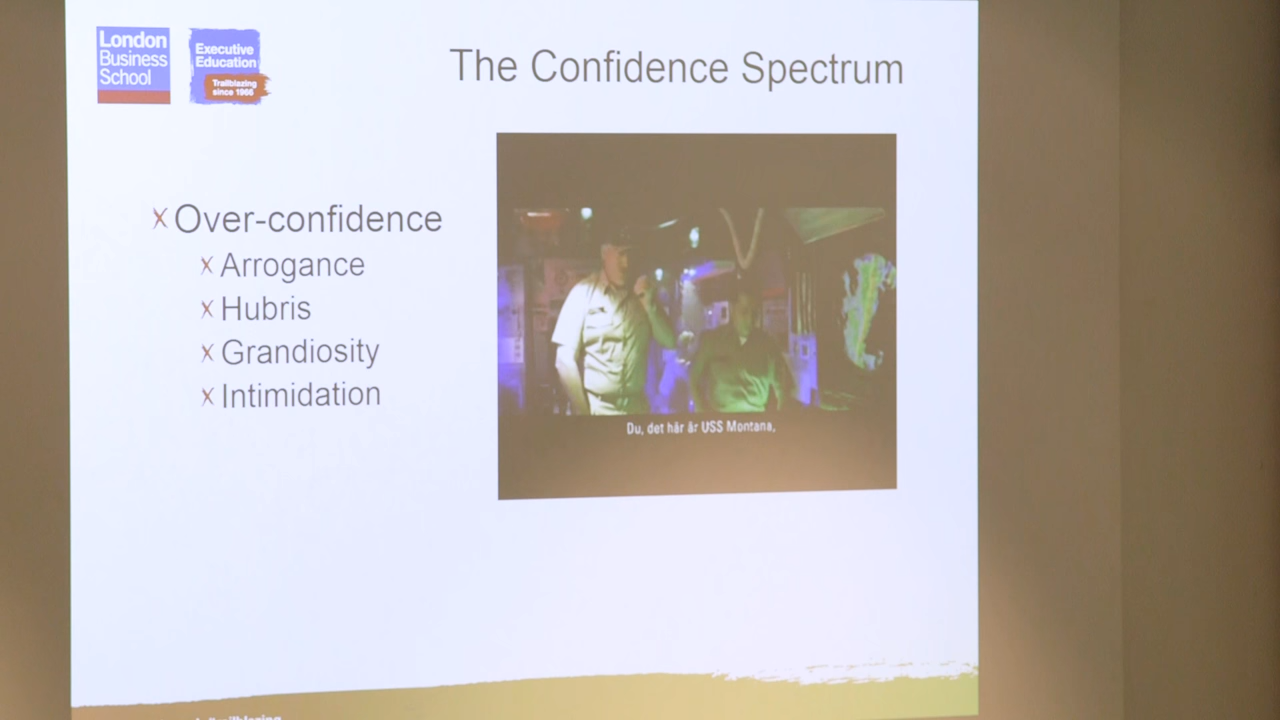 London
Business
School
Executive
Education
Trailblazing
since 1966
The Confidence Spectrum
Over-confidence
Arrogance
Hubris
Grandiosity
Intimidation
Du, det här är USS Montana,